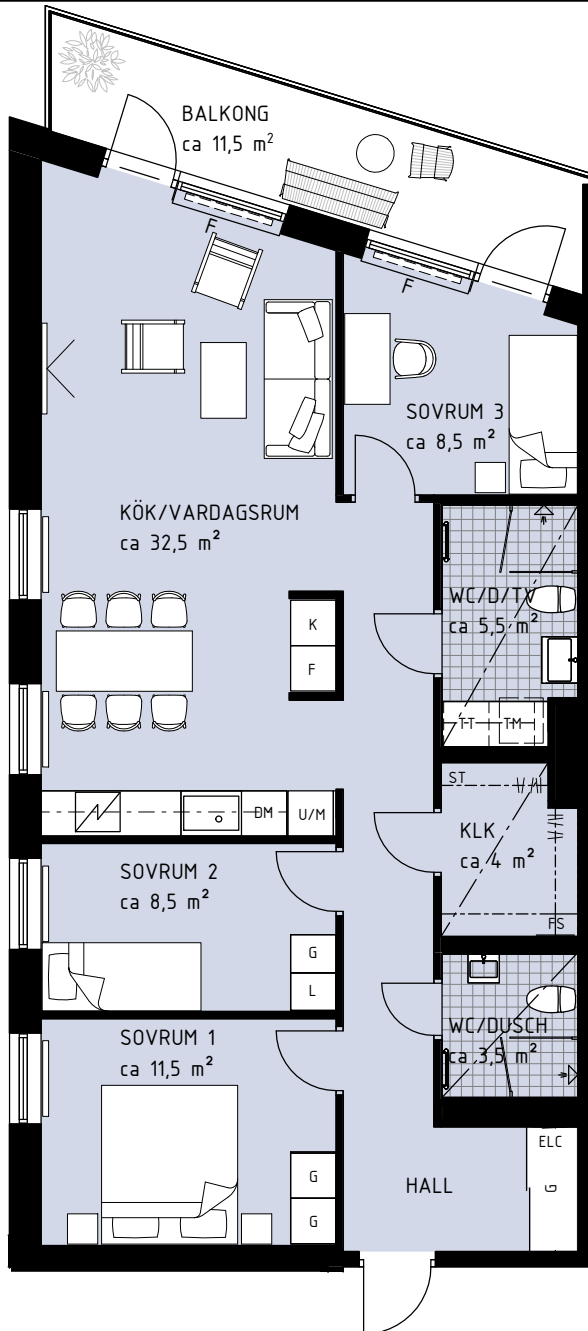 BALKONG
ca 11,5 m²
F
F
SOVRUM 3
ca 8,5 m²
KÖK/VARDAGSRUM
ca 32,5 m²
WC/D/TV
ca 5,5 m²
K
F
TT
TM
ST
DM
U/M
KLK
ca 4 m²
SOVRUM 2
ca 8,5 m²
FS
G
L
WC/DUSCH
ca 3,5 m²
SOVRUM 1
ca 11,5 m²
ELC
G
G
HALL
G